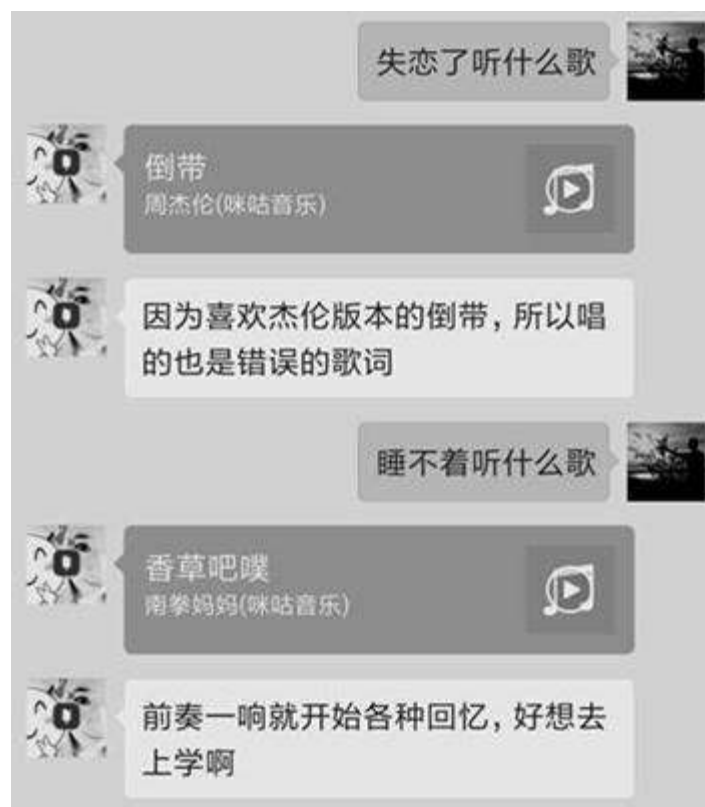 失恋了听什么歌
倒带
周杰伦(咪咕音乐)
因为喜欢杰伦版本的倒带，所以唱
的也是错误的歌词
睡不着听什么歌
香草吧噗
南拳妈妈(咪咕音乐)
前奏一响就开始各种回忆，好想去
上学啊